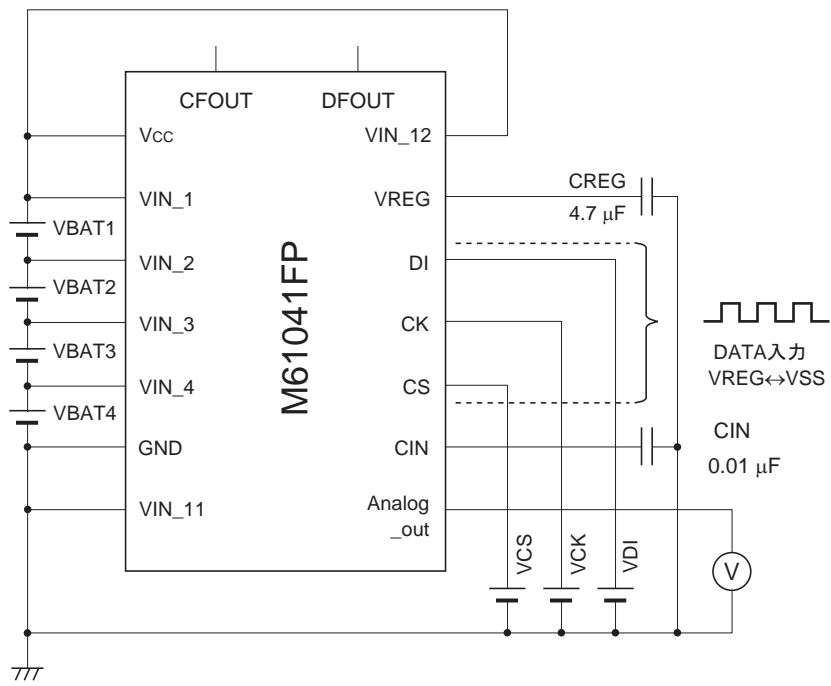 CFOUT
DFOUT
Vcc
VIN_12
VIN_1
VREG
CREG
4.7 μF
VBAT1
VIN_2
DI
VBAT2
VIN_3
CK
M61041FP
VBAT3
VIN_4
CS
DATA入力
VREG↔VSS
VBAT4
GND
CIN
CIN
0.01 μF
VIN_11
Analog
_out
VCS
VCK
VDI
V